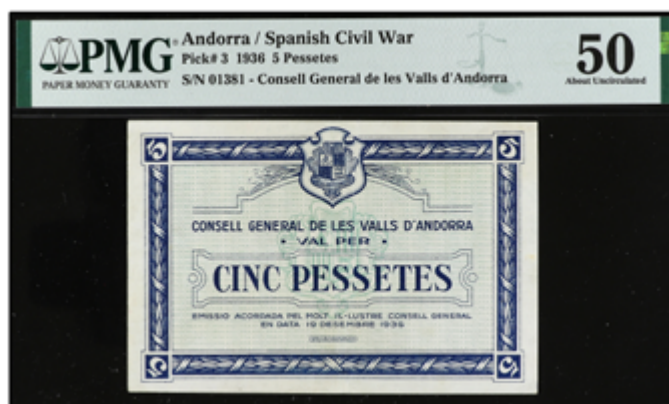 PMG
PAPER MONEY GUARANTY
Andorra / Spanish Civil War
Pick# 3 1936 5 Pessetes
S/N 01381 - Consell General de les Valls d'Andorra
50
About Uncirculated
5 5
CONSELL GENERAL DE LES VALLS D'ANDORRA
• VAL PER •
CINC PESSETES
EMISSIO ACORDADA PEL MOLT IL·LUSTRE CONSELL GENERAL
EN DATA 19 DESEMBRE 1936
5 5